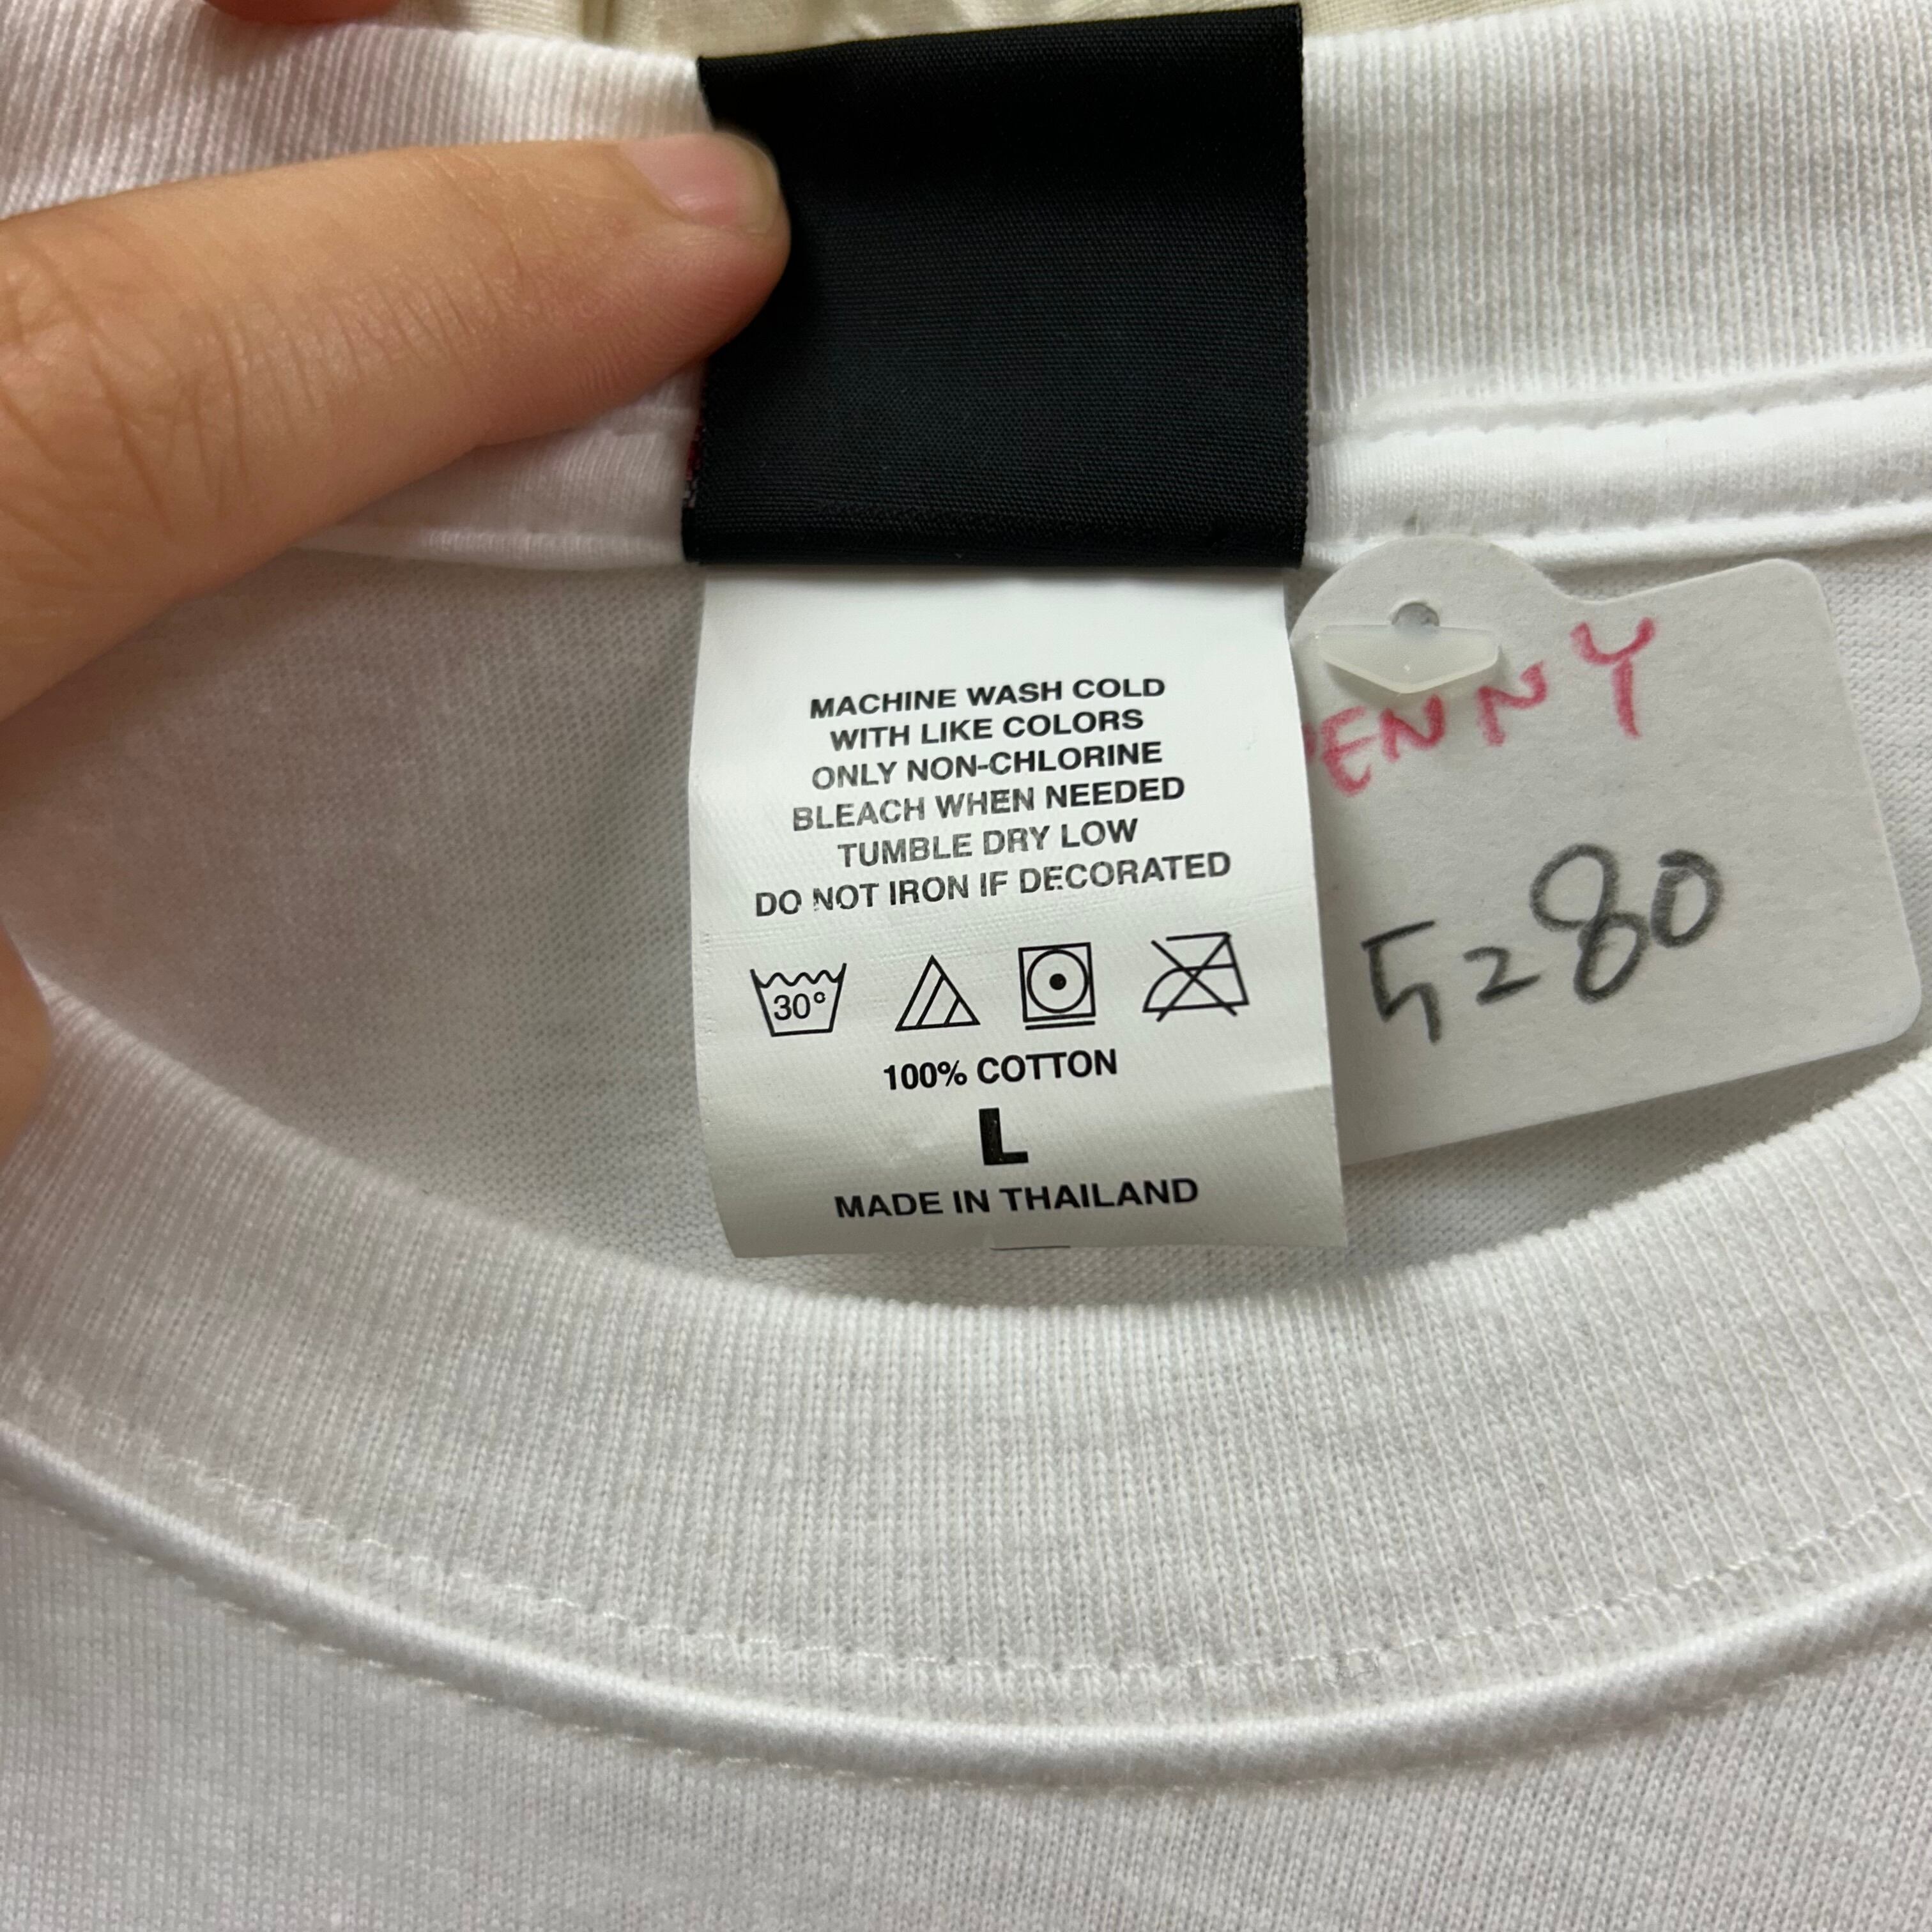 MACHINE WASH COLD
WITH LIKE COLORS
ONLY NON-CHLORINE
BLEACH WHEN NEEDED
TUMBLE DRY LOW
DO NOT IRON IF DECORATED
30°
100% COTTON
L
MADE IN THAILAND
PENNY
5280